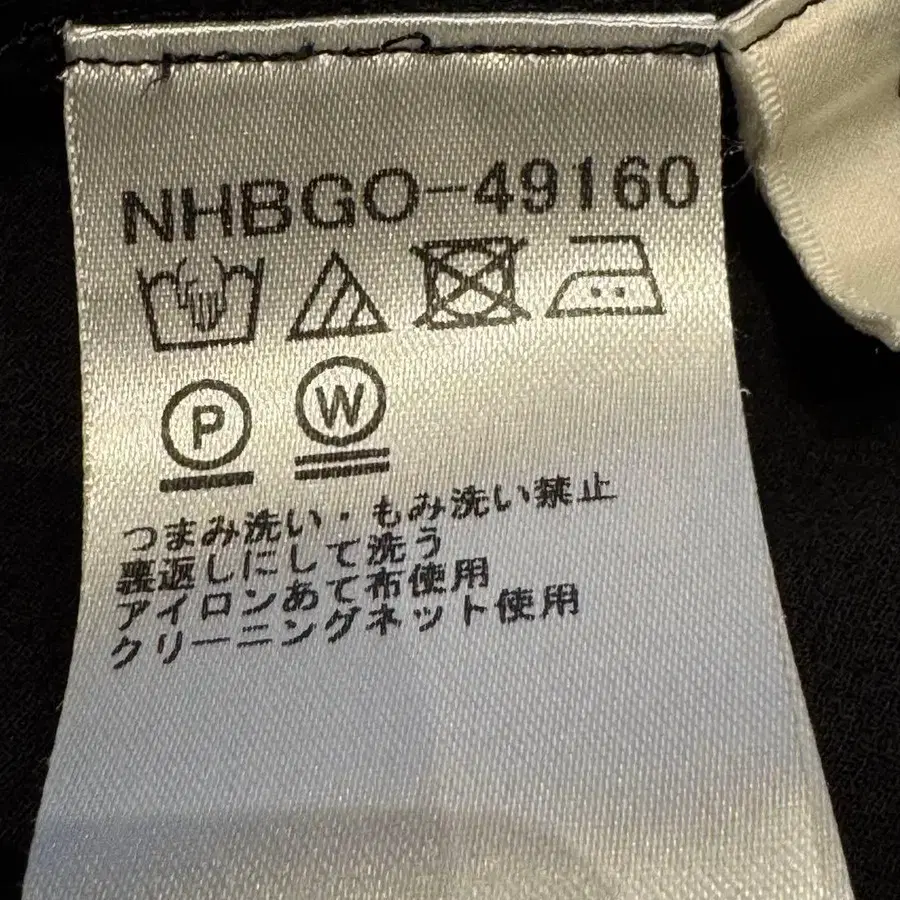 NHBGO-49160
P W
つまみ洗い・もみ洗い禁止
裏返しにして洗う
アイロンあて布使用
クリーニングネット使用